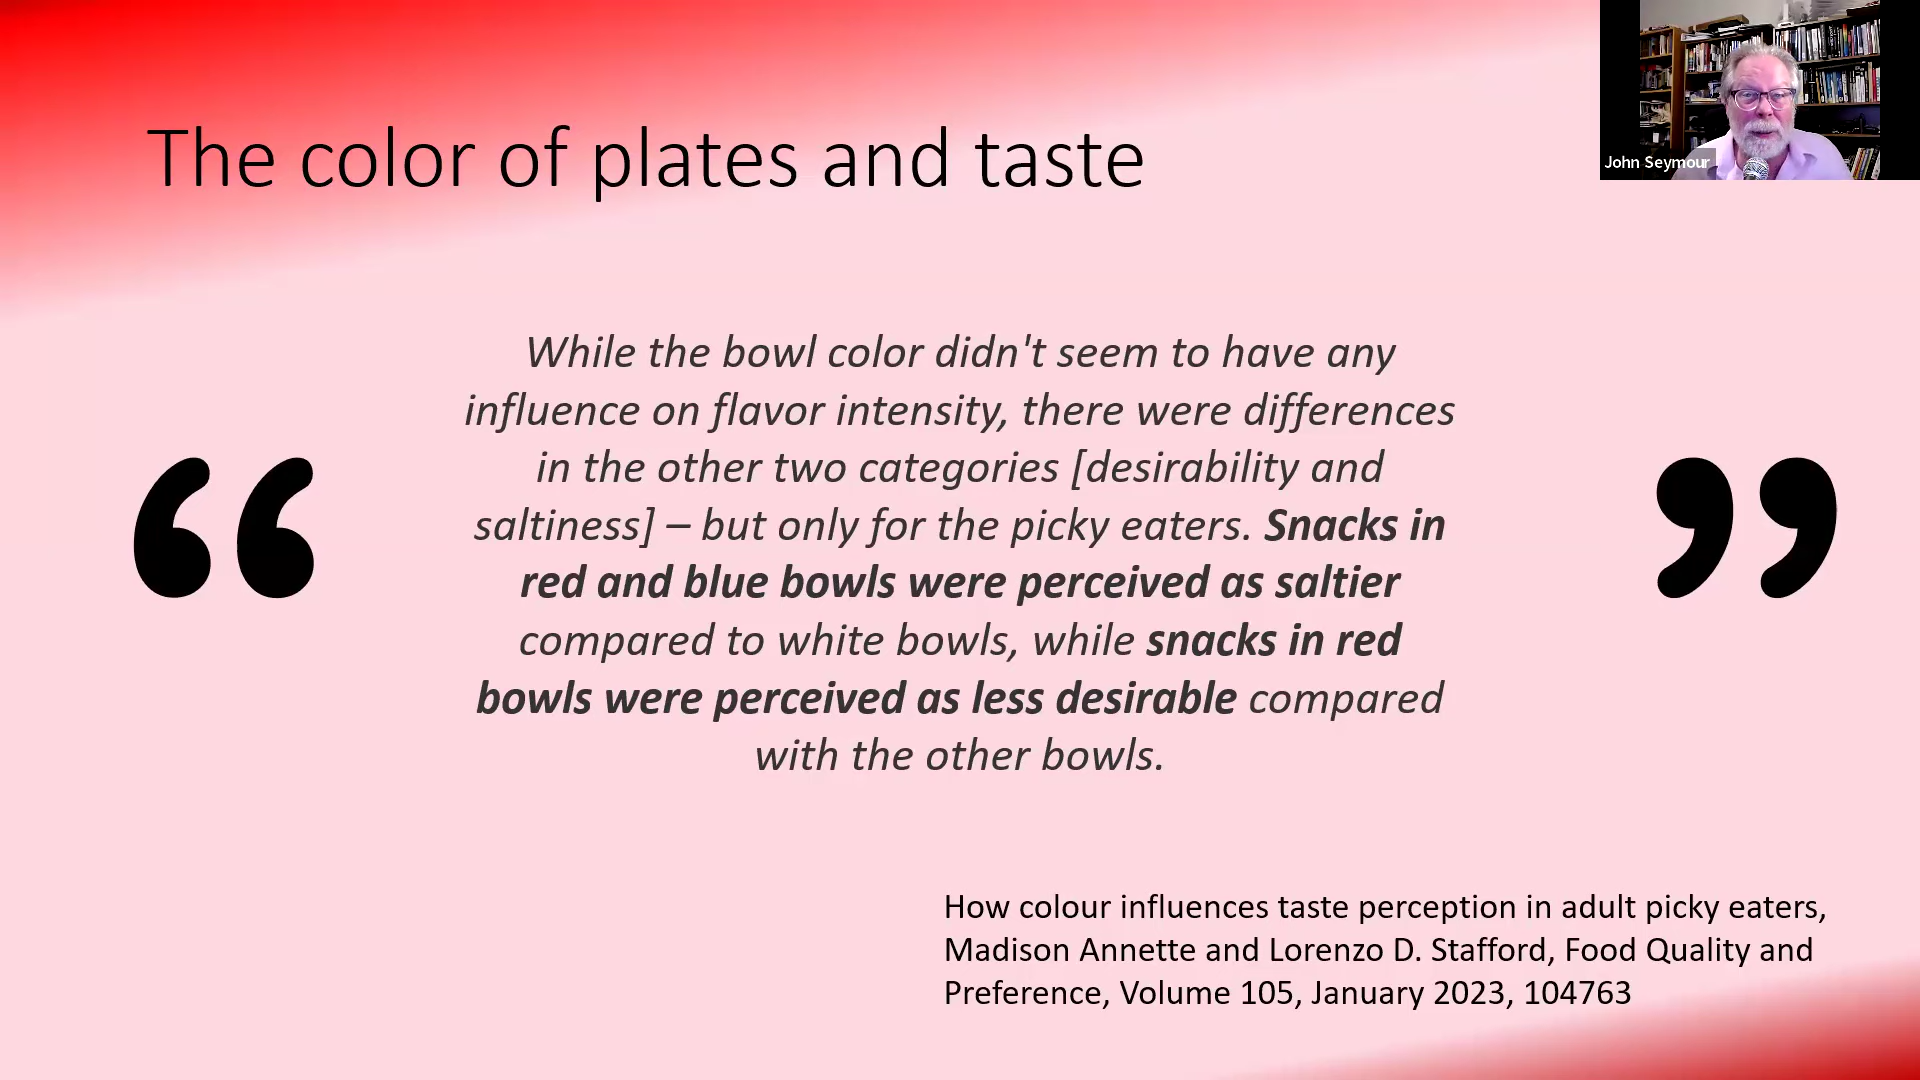 The color of plates and taste
John Seymour
“
While the bowl color didn't seem to have any
influence on flavor intensity, there were differences
in the other two categories [desirability and
saltiness] – but only for the picky eaters. Snacks in
red and blue bowls were perceived as saltier
compared to white bowls, while snacks in red
bowls were perceived as less desirable compared
with the other bowls.
”
How colour influences taste perception in adult picky eaters,
Madison Annette and Lorenzo D. Stafford, Food Quality and
Preference, Volume 105, January 2023, 104763